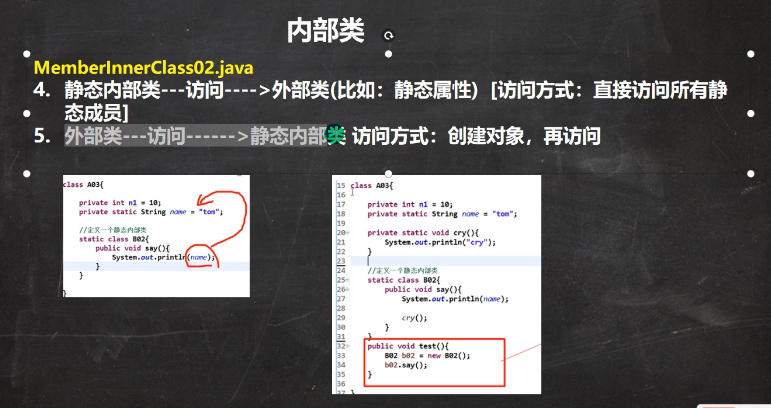 内部类
MemberInnerClass02.java
4. 静态内部类---访问---->外部类(比如：静态属性) [访问方式：直接访问所有静
态成员]
5. 外部类---访问------>静态内部类 访问方式：创建对象，再访问
class A03{
private int n1 = 10;
private static String name = "tom";
//定义一个静态内部类
static class B02{
public void say(){
System.out.println(name);
}
}
}
15 class A03{
16
17 private int n1 = 10;
18 private static String name = "tom";
19
20 private static void cry(){
21 System.out.println("cry");
22 }
23
24 //定义一个静态内部类
25 static class B02{
26 public void say(){
27 System.out.println(name);
28
29 cry();
30 }
31 }
32 public void test(){
33 B02 b02 = new B02();
34 b02.say();
35 }
36
37 }